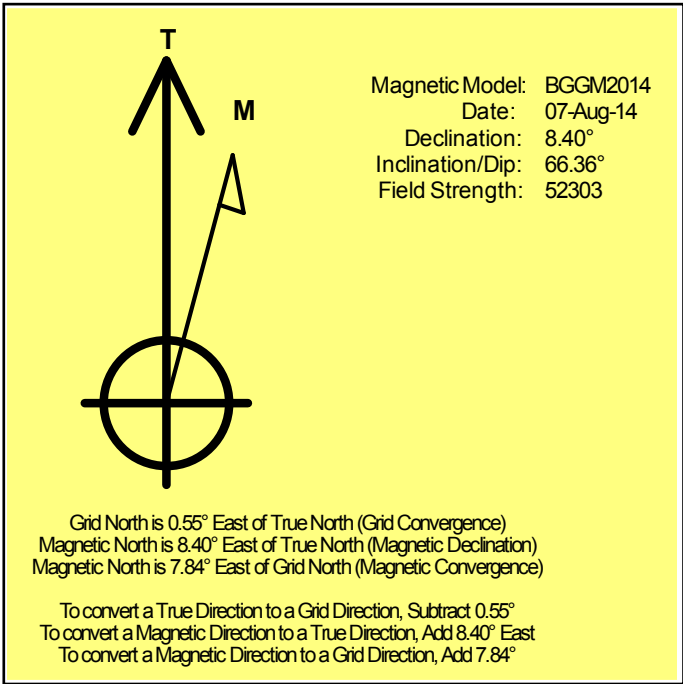 T
M
Magnetic Model: BGGM2014
Date: 07-Aug-14
Declination: 8.40°
Inclination/Dip: 66.36°
Field Strength: 52303
Grid North is 0.55° East of True North (Grid Convergence)
Magnetic North is 8.40° East of True North (Magnetic Declination)
Magnetic North is 7.84° East of Grid North (Magnetic Convergence)
To convert a True Direction to a Grid Direction, Subtract 0.55°
To convert a Magnetic Direction to a True Direction, Add 8.40° East
To convert a Magnetic Direction to a Grid Direction, Add 7.84°